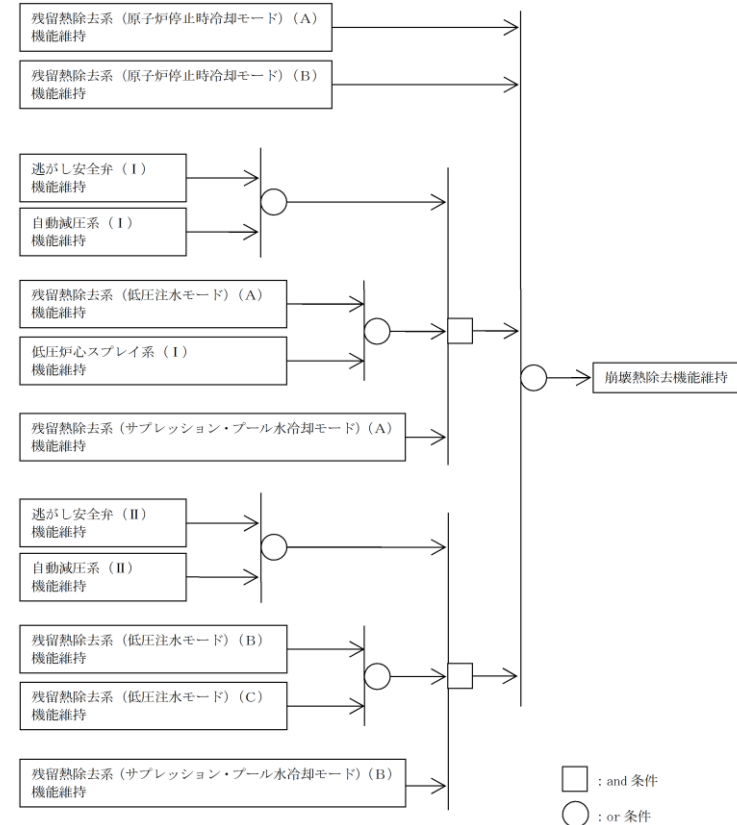 残留熱除去系（原子炉停止時冷却モード）（A）
機能維持
残留熱除去系（原子炉停止時冷却モード）（B）
機能維持
逃がし安全弁（Ⅰ）
機能維持
自動減圧系（Ⅰ）
機能維持
残留熱除去系（低圧注水モード）（A）
機能維持
低圧炉心スプレイ系（Ⅰ）
機能維持
残留熱除去系（サプレッション・プール水冷却モード）（A）
機能維持
崩壊熱除去機能維持
逃がし安全弁（Ⅱ）
機能維持
自動減圧系（Ⅱ）
機能維持
残留熱除去系（低圧注水モード）（B）
機能維持
残留熱除去系（低圧注水モード）（C）
機能維持
残留熱除去系（サプレッション・プール水冷却モード）（B）
機能維持
：and 条件
：or 条件